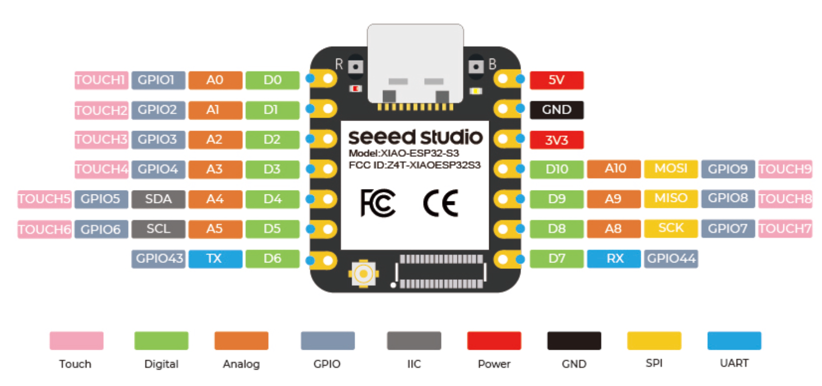 R B
TOUCH1 GPIO1 A0 D0 5V
TOUCH2 GPIO2 A1 D1 GND
TOUCH3 GPIO3 A2 D2 seeed studio 3V3
Model:XIAO-ESP32-S3
FCC ID:Z4T-XIAOESP32S3
TOUCH4 GPIO4 A3 D3 D10 A10 MOSI GPIO9 TOUCH9
TOUCH5 GPIO5 SDA A4 D4 FC CE D9 A9 MISO GPIO8 TOUCH8
TOUCH6 GPIO6 SCL A5 D5 D8 A8 SCK GPIO7 TOUCH7
GPIO43 TX D6 D7 RX GPIO44
Touch Digital Analog GPIO IIC Power GND SPI UART